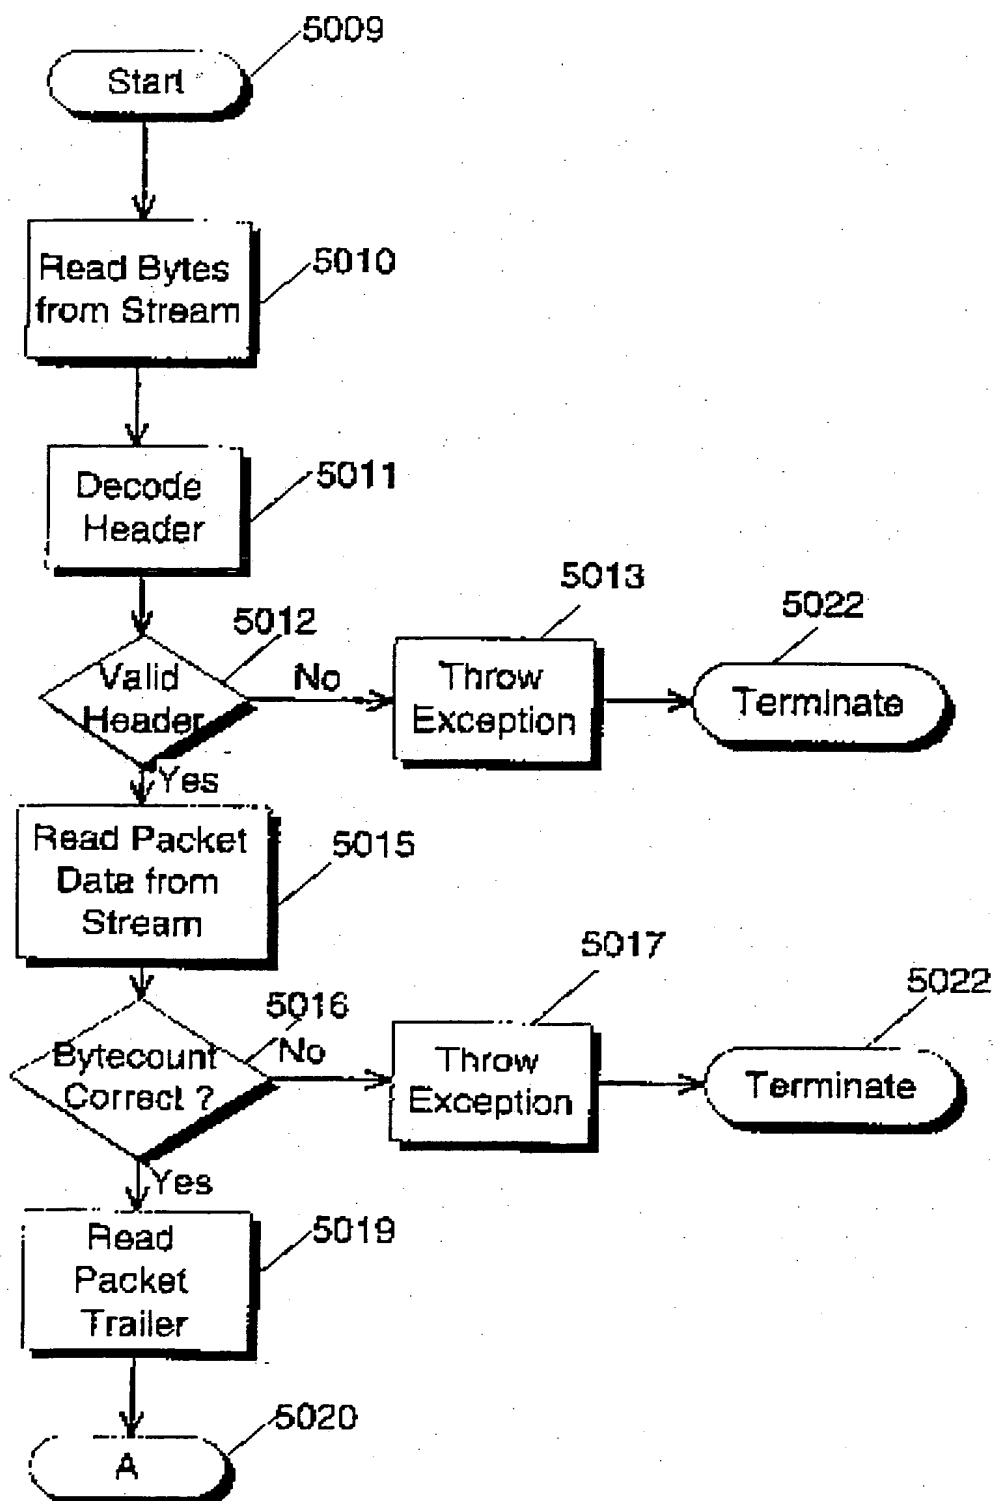 5009
Start
Read Bytes
from Stream
5010
Decode
Header
5011
Valid
Header
5012
No
Throw
Exception
5013
Terminate
5022
Yes
Read Packet
Data from
Stream
5015
Bytecount
Correct ?
5016
No
Throw
Exception
5017
Terminate
5022
Yes
Read
Packet
Trailer
5019
A
5020